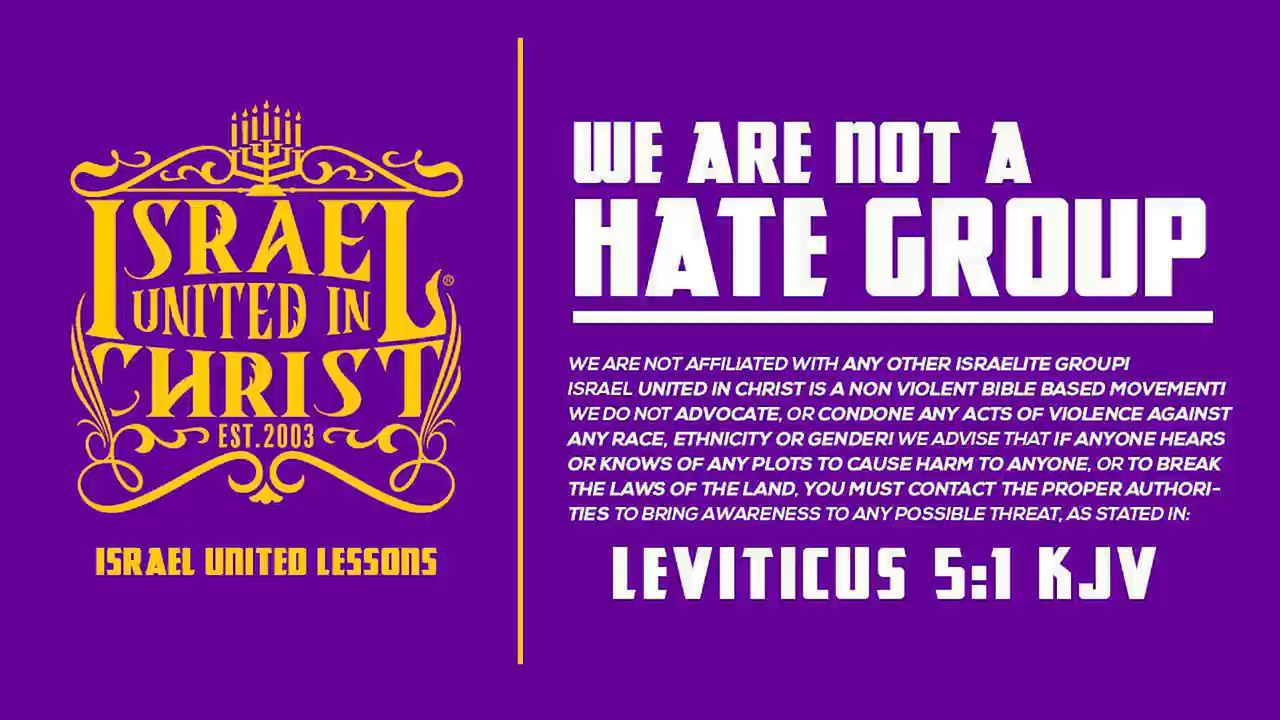 ISRAEL
UNITED IN
CHRIST
®
EST.2003
ISRAEL UNITED LESSONS
WE ARE NOT A
HATE GROUP
WE ARE NOT AFFILIATED WITH ANY OTHER ISRAELITE GROUP!
ISRAEL UNITED IN CHRIST IS A NON VIOLENT BIBLE BASED MOVEMENT!
WE DO NOT ADVOCATE, OR CONDONE ANY ACTS OF VIOLENCE AGAINST
ANY RACE, ETHNICITY OR GENDER! WE ADVISE THAT IF ANYONE HEARS
OR KNOWS OF ANY PLOTS TO CAUSE HARM TO ANYONE, OR TO BREAK
THE LAWS OF THE LAND, YOU MUST CONTACT THE PROPER AUTHORI-
TIES TO BRING AWARENESS TO ANY POSSIBLE THREAT, AS STATED IN:
LEVITICUS 5:1 KJV